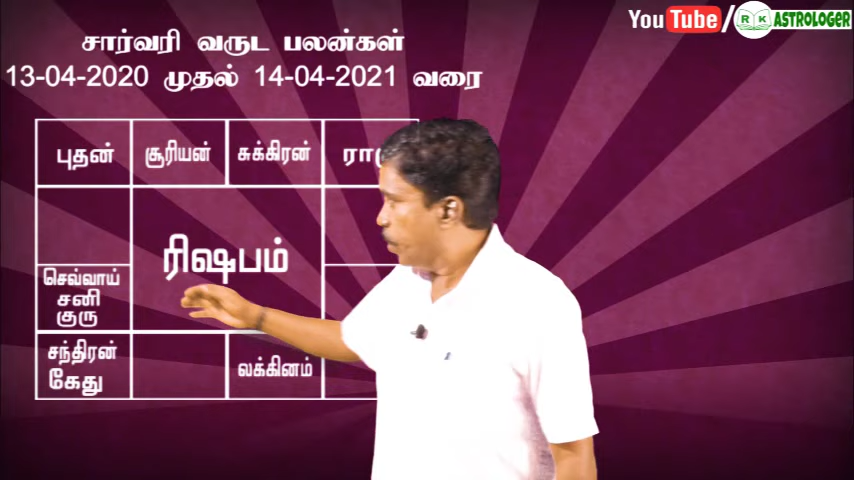 YouTube/RK ASTROLOGER
சார்வரி வருட பலன்கள்
13-04-2020 முதல் 14-04-2021 வரை
புதன் சூரியன் சுக்கிரன்
ரிஷபம்
செவ்வாய்
சனி
குரு
சந்திரன்
கேது
லக்கினம்